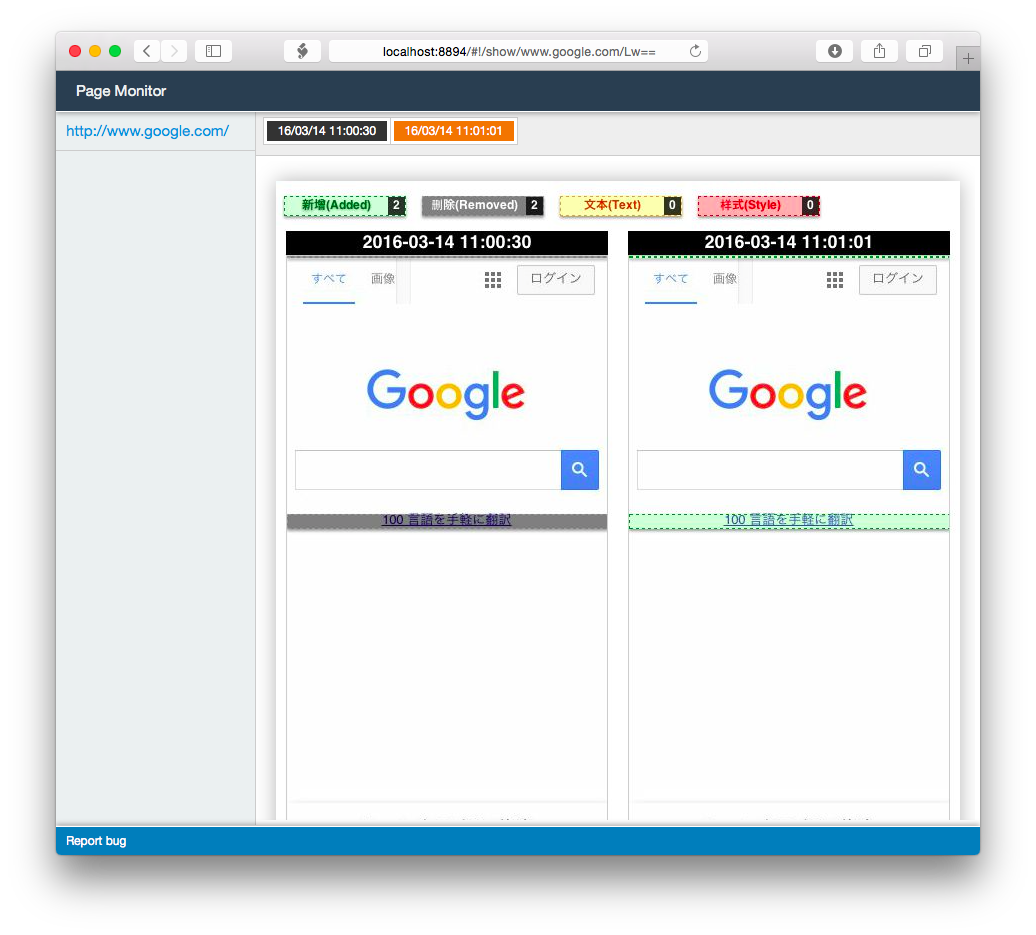 localhost:8894/#!/show/www.google.com/Lw==
Page Monitor
http://www.google.com/
16/03/14 11:00:30 16/03/14 11:01:01
新增(Added) 2 删除(Removed) 2 文本(Text) 0 样式(Style) 0
2016-03-14 11:00:30
すべて 画像 ログイン
Google
100 言語を手軽に翻訳
2016-03-14 11:01:01
すべて 画像 ログイン
Google
100 言語を手軽に翻訳
Report bug